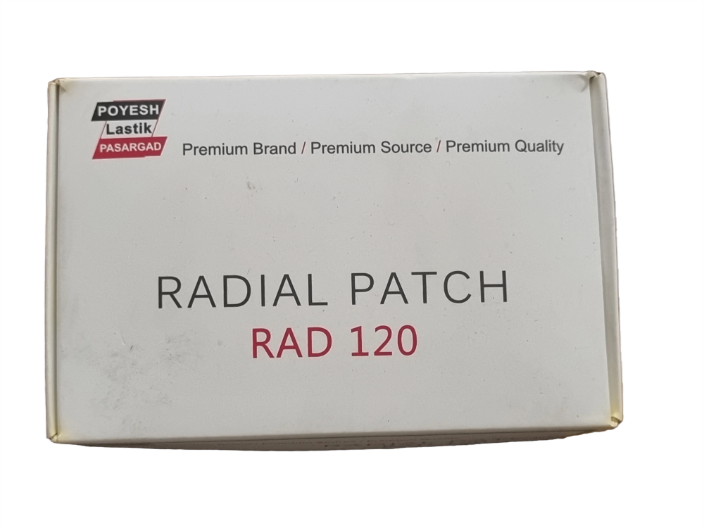 POYESH
Lastik
PASARGAD
Premium Brand / Premium Source / Premium Quality
RADIAL PATCH
RAD 120